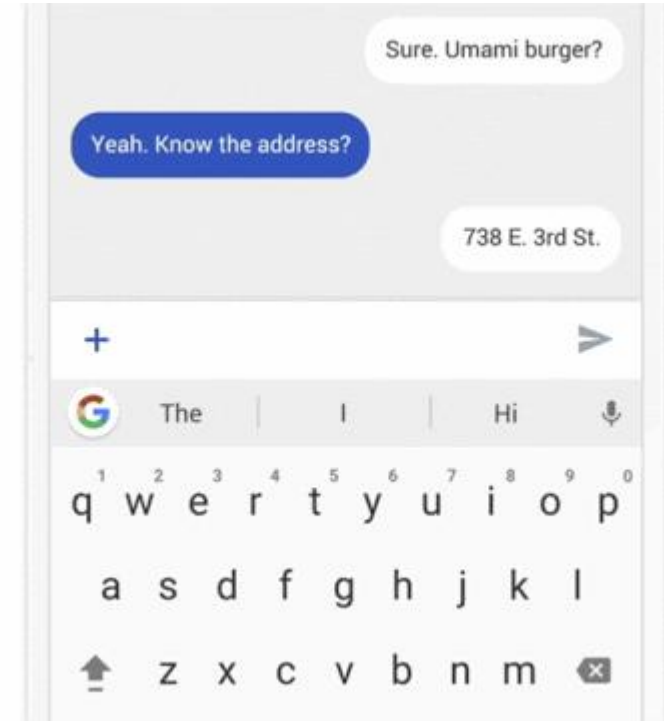 Sure. Umami burger?
Yeah. Know the address?
738 E. 3rd St.
G The I Hi
1 2 3 4 5 6 7 8 9 0
q w e r t y u i o p
a s d f g h j k l
z x c v b n m